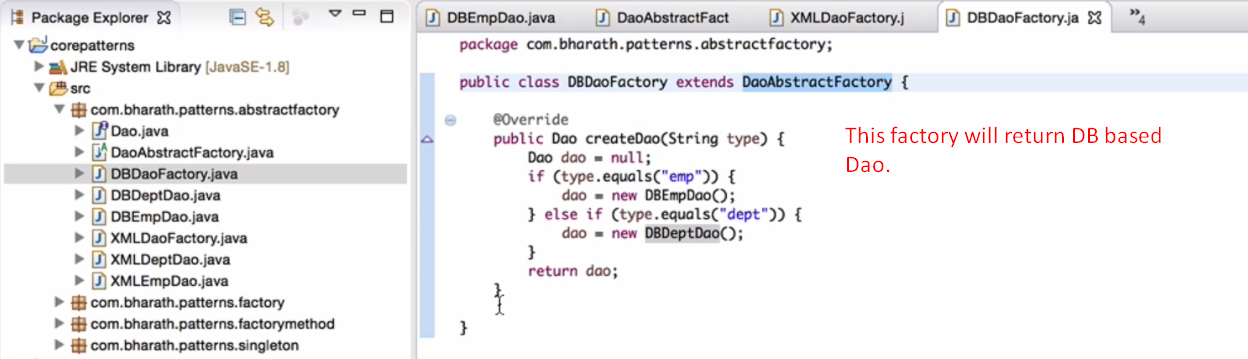 Package Explorer
corepatterns
JRE System Library [JavaSE-1.8]
src
com.bharath.patterns.abstractfactory
Dao.java
DaoAbstractFactory.java
DBDaoFactory.java
DBDeptDao.java
DBEmpDao.java
XMLDaoFactory.java
XMLDeptDao.java
XMLEmpDao.java
com.bharath.patterns.factory
com.bharath.patterns.factorymethod
com.bharath.patterns.singleton
DBEmpDao.java DaoAbstractFact XMLDaoFactory.j DBDaoFactory.ja »4
package com.bharath.patterns.abstractfactory;
public class DBDaoFactory extends DaoAbstractFactory {
@Override
public Dao createDao(String type) {
Dao dao = null;
if (type.equals("emp")) {
dao = new DBEmpDao();
} else if (type.equals("dept")) {
dao = new DBDeptDao();
}
return dao;
}
}
This factory will return DB based
Dao.